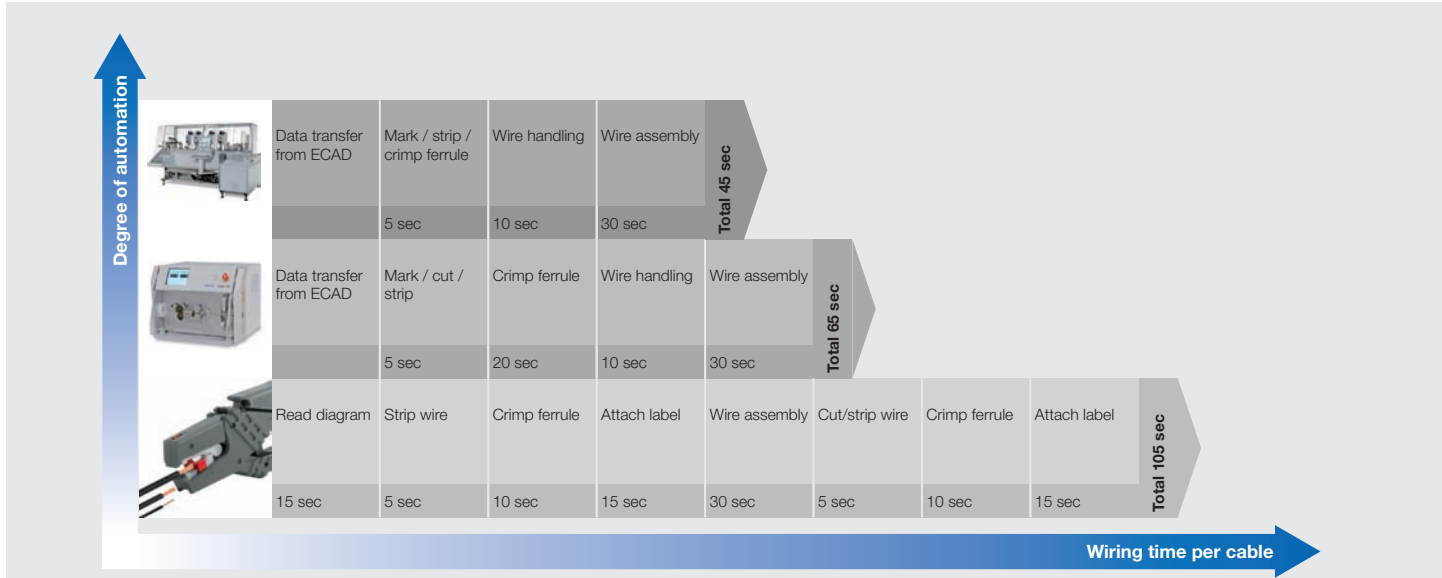 Degree of automation
Data transfer
from ECAD
Mark / strip /
crimp ferrule
Wire handling
Wire assembly
5 sec
10 sec
30 sec
Total 45 sec
Data transfer
from ECAD
Mark / cut /
strip
Crimp ferrule
Wire handling
Wire assembly
5 sec
20 sec
10 sec
30 sec
Total 65 sec
Read diagram
Strip wire
Crimp ferrule
Attach label
Wire assembly
Cut/strip wire
Crimp ferrule
Attach label
15 sec
5 sec
10 sec
15 sec
30 sec
5 sec
10 sec
15 sec
Total 105 sec
Wiring time per cable